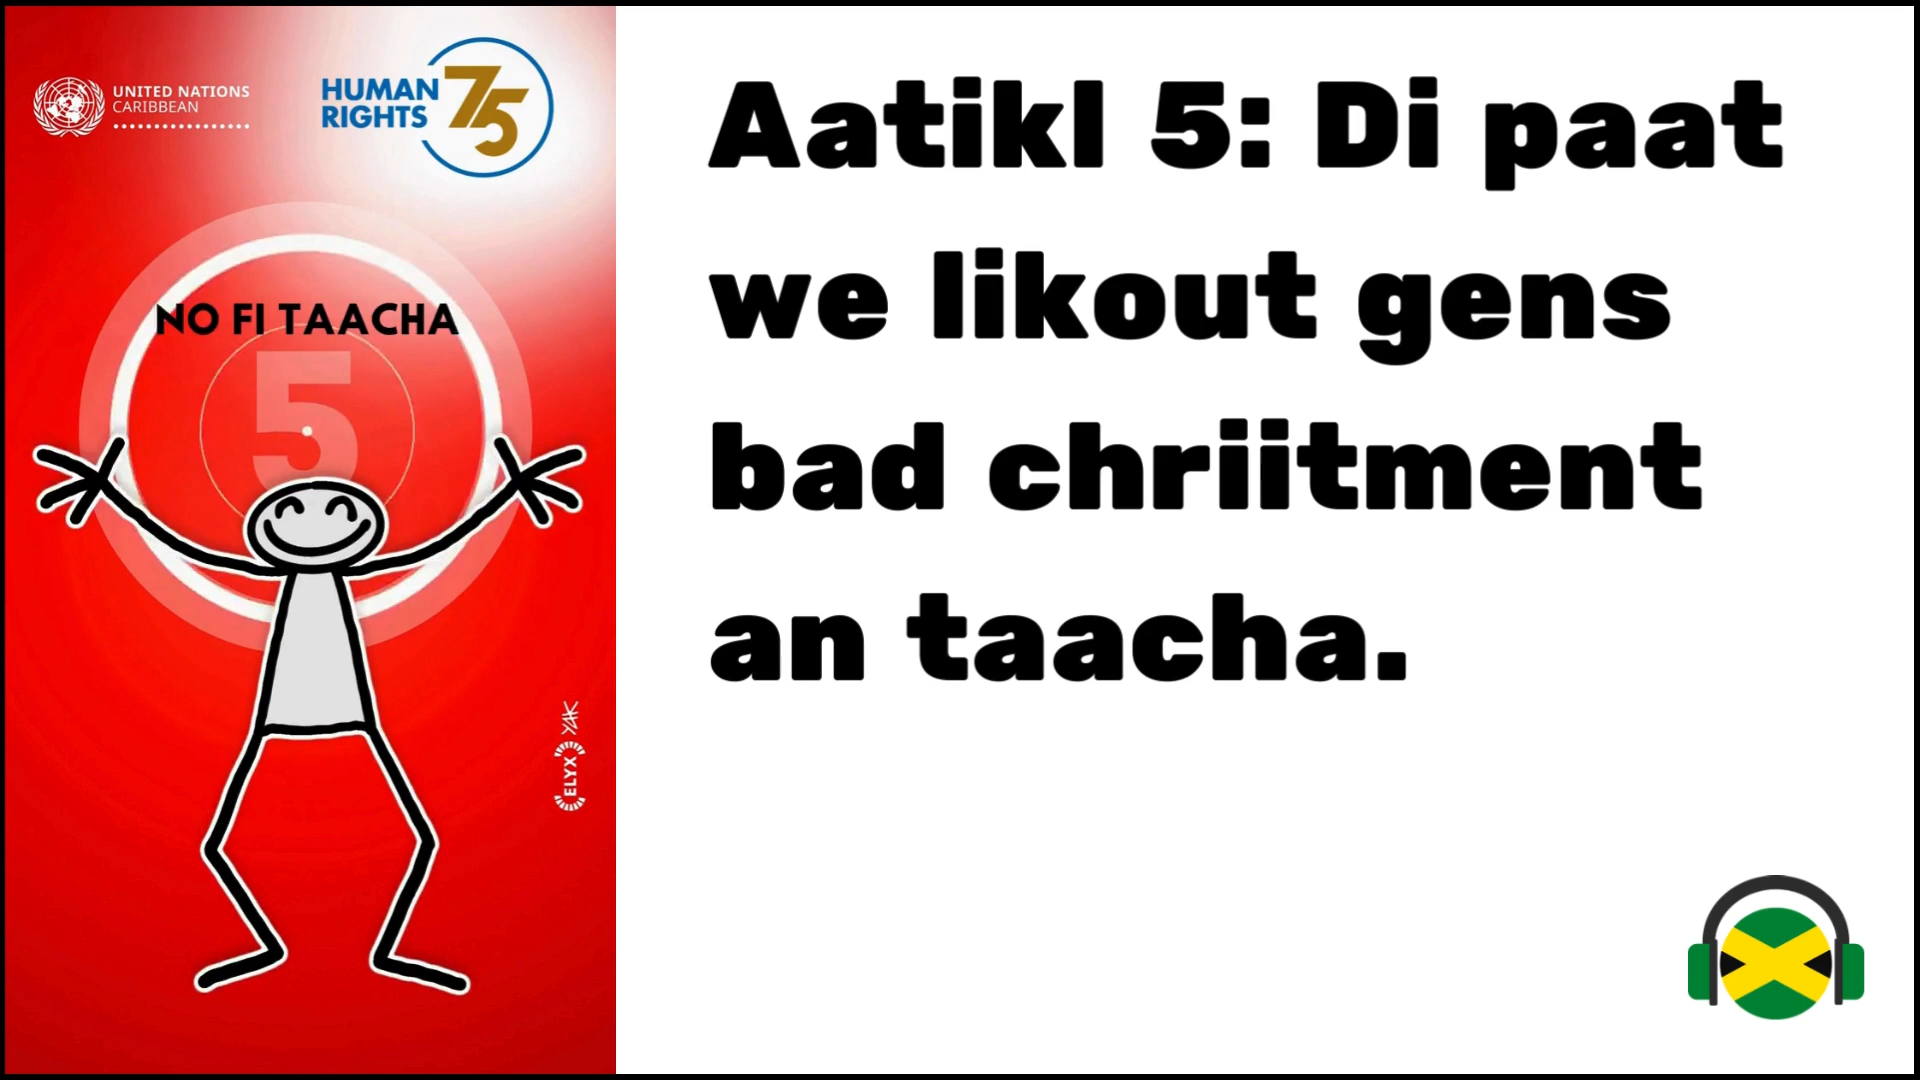 UNITED NATIONS
CARIBBEAN
HUMAN
RIGHTS
75
NO FI TAACHA
5
ELYX
YAK
Aatikl 5: Di paat
we likout gens
bad chriitment
an taacha.